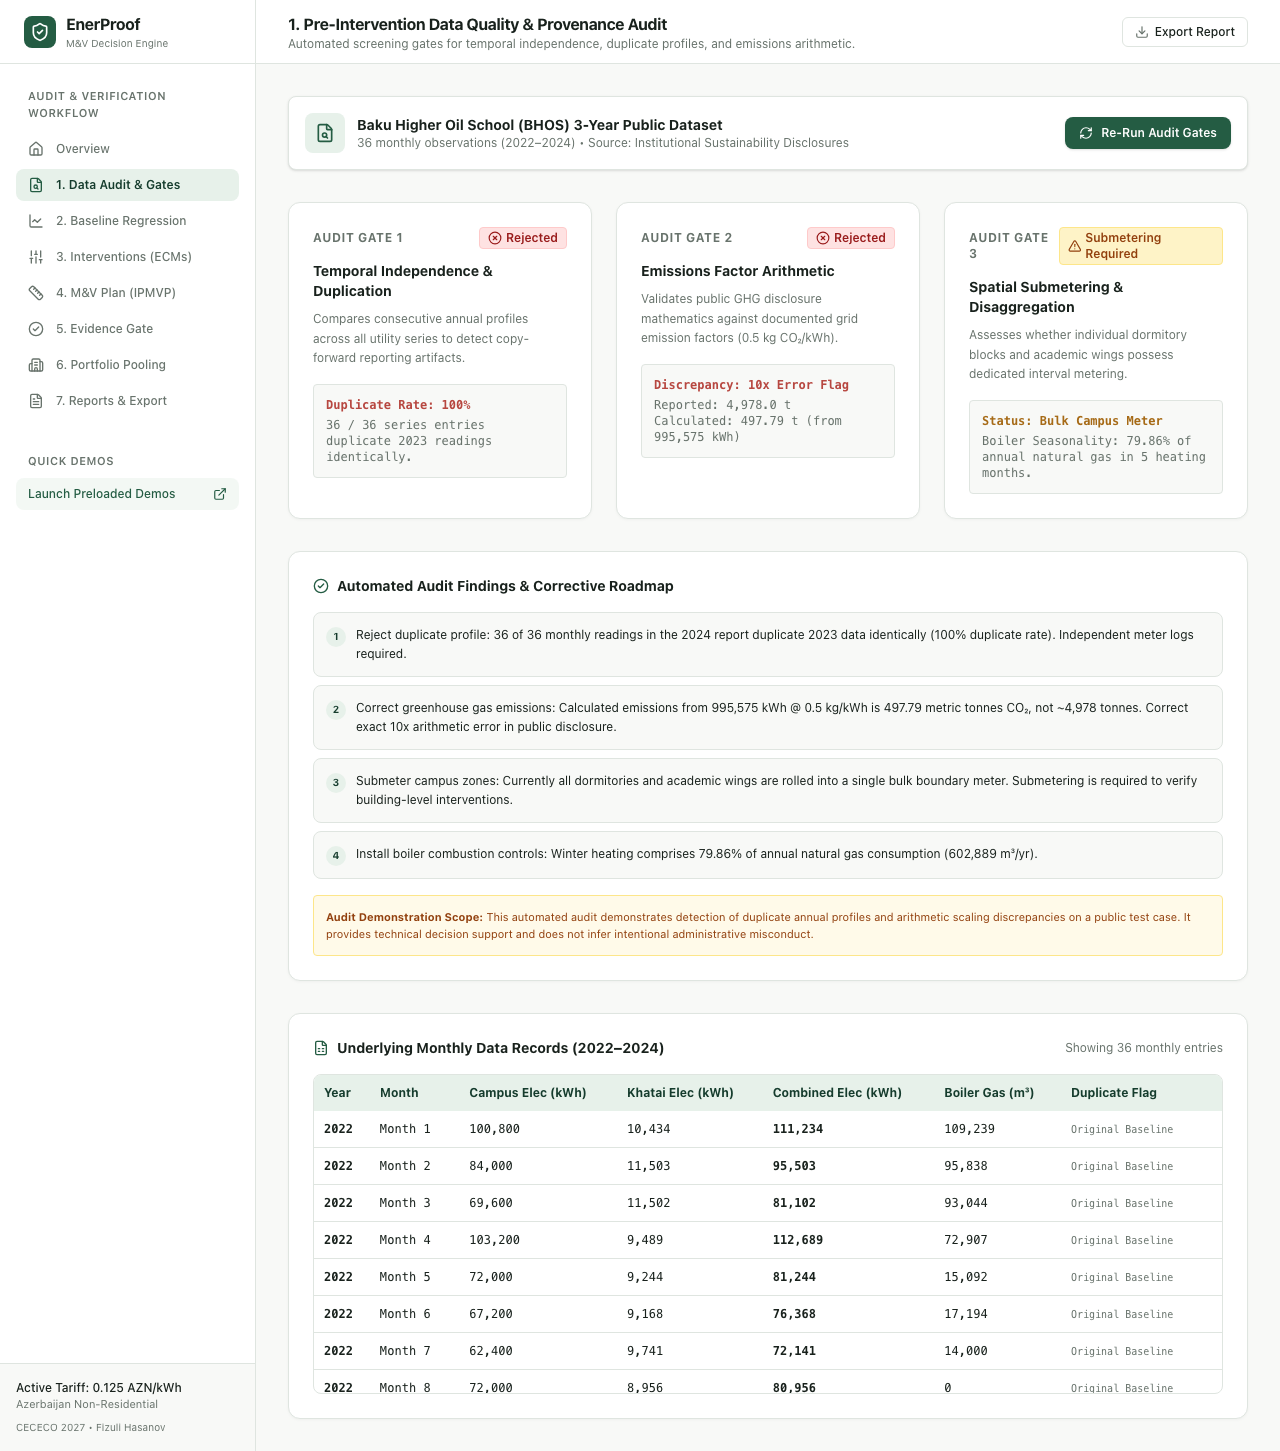 EnerProof
M&V Decision Engine
AUDIT & VERIFICATION
WORKFLOW
Overview
1. Data Audit & Gates
2. Baseline Regression
3. Interventions (ECMs)
4. M&V Plan (IPMVP)
5. Evidence Gate
6. Portfolio Pooling
7. Reports & Export
QUICK DEMOS
Launch Preloaded Demos
Active Tariff: 0.125 AZN/kWh
Azerbaijan Non-Residential
CECECO 2027 • Fizuli Hasanov
1. Pre-Intervention Data Quality & Provenance Audit
Automated screening gates for temporal independence, duplicate profiles, and emissions arithmetic.
Export Report
Baku Higher Oil School (BHOS) 3-Year Public Dataset
36 monthly observations (2022–2024) • Source: Institutional Sustainability Disclosures
Re-Run Audit Gates
AUDIT GATE 1
Rejected
Temporal Independence &
Duplication
Compares consecutive annual profiles
across all utility series to detect copy-
forward reporting artifacts.
Duplicate Rate: 100%
36 / 36 series entries
duplicate 2023 readings
identically.
AUDIT GATE 2
Rejected
Emissions Factor Arithmetic
Validates public GHG disclosure
mathematics against documented grid
emission factors (0.5 kg CO₂/kWh).
Discrepancy: 10x Error Flag
Reported: 4,978.0 t
Calculated: 497.79 t (from
995,575 kWh)
AUDIT GATE
3
Submetering
Required
Spatial Submetering &
Disaggregation
Assesses whether individual dormitory
blocks and academic wings possess
dedicated interval metering.
Status: Bulk Campus Meter
Boiler Seasonality: 79.86% of
annual natural gas in 5 heating
months.
Automated Audit Findings & Corrective Roadmap
1 Reject duplicate profile: 36 of 36 monthly readings in the 2024 report duplicate 2023 data identically (100% duplicate rate). Independent meter logs
required.
2 Correct greenhouse gas emissions: Calculated emissions from 995,575 kWh @ 0.5 kg/kWh is 497.79 metric tonnes CO₂, not ~4,978 tonnes. Correct
exact 10x arithmetic error in public disclosure.
3 Submeter campus zones: Currently all dormitories and academic wings are rolled into a single bulk boundary meter. Submetering is required to verify
building-level interventions.
4 Install boiler combustion controls: Winter heating comprises 79.86% of annual natural gas consumption (602,889 m³/yr).
Audit Demonstration Scope: This automated audit demonstrates detection of duplicate annual profiles and arithmetic scaling discrepancies on a public test case. It
provides technical decision support and does not infer intentional administrative misconduct.
Underlying Monthly Data Records (2022–2024)
Showing 36 monthly entries
Year Month Campus Elec (kWh) Khatai Elec (kWh) Combined Elec (kWh) Boiler Gas (m³) Duplicate Flag
2022 Month 1 100,800 10,434 111,234 109,239 Original Baseline
2022 Month 2 84,000 11,503 95,503 95,838 Original Baseline
2022 Month 3 69,600 11,502 81,102 93,044 Original Baseline
2022 Month 4 103,200 9,489 112,689 72,907 Original Baseline
2022 Month 5 72,000 9,244 81,244 15,092 Original Baseline
2022 Month 6 67,200 9,168 76,368 17,194 Original Baseline
2022 Month 7 62,400 9,741 72,141 14,000 Original Baseline
2022 Month 8 72,000 8,956 80,956 0 Original Baseline